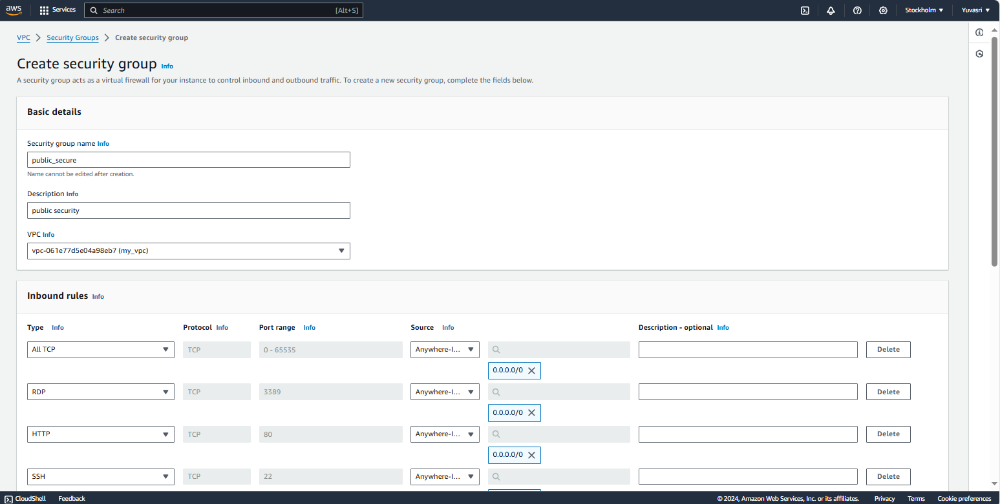 aws Services Search [Alt+S] Stockholm Yuvasri
VPC Security Groups Create security group
Create security group Info
A security group acts as a virtual firewall for your instance to control inbound and outbound traffic. To create a new security group, complete the fields below.
Basic details
Security group name Info
public_secure
Name cannot be edited after creation.
Description Info
public security
VPC Info
vpc-061e77d5e04a98eb7 (my_vpc)
Inbound rules Info
Type Info Protocol Info Port range Info Source Info Description - optional Info
All TCP TCP 0 - 65535 Anywhere-I... Delete
0.0.0.0/0
RDP TCP 3389 Anywhere-I... Delete
0.0.0.0/0
HTTP TCP 80 Anywhere-I... Delete
0.0.0.0/0
SSH TCP 22 Anywhere-I... Delete
CloudShell Feedback © 2024, Amazon Web Services, Inc. or its affiliates. Privacy Terms Cookie preferences